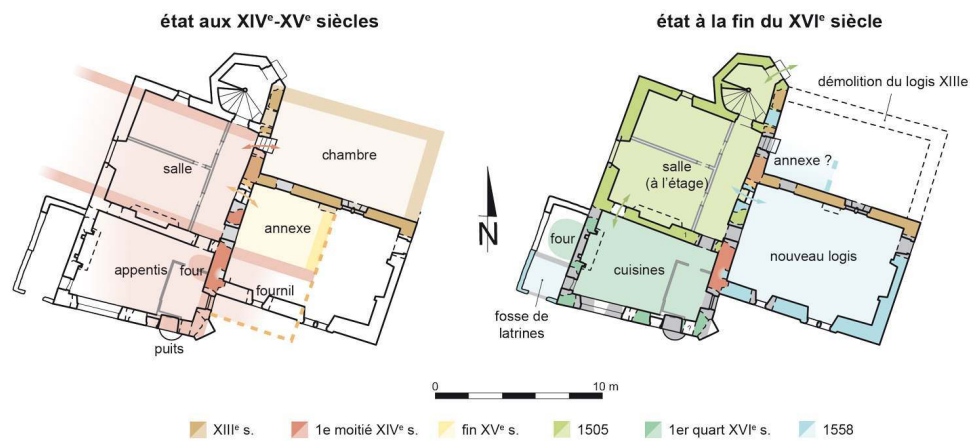 état aux XIVᵉ-XVᵉ siècles
chambre
salle
annexe
appentis
four
fournil
puits
état à la fin du XVIᵉ siècle
démolition du logis XIIIe
annexe ?
salle
(à l'étage)
four
cuisines
nouveau logis
fosse de
latrines
?
N
0
10 m
XIIIᵉ s.
1e moitié XIVᵉ s.
fin XVᵉ s.
1505
1er quart XVIᵉ s.
1558